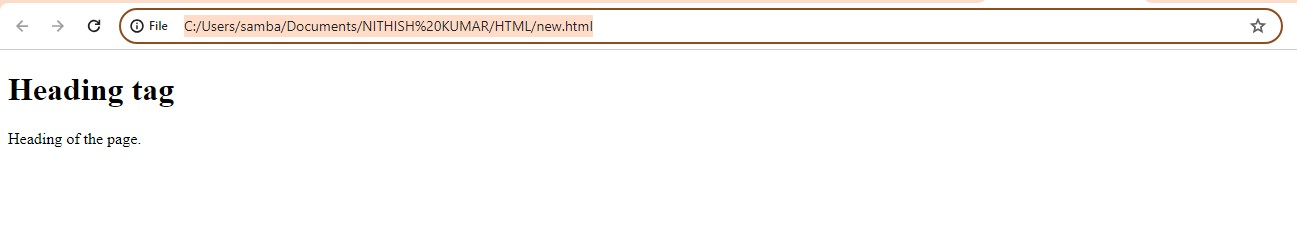 File C:/Users/samba/Documents/NITHISH%20KUMAR/HTML/new.html
Heading tag
Heading of the page.